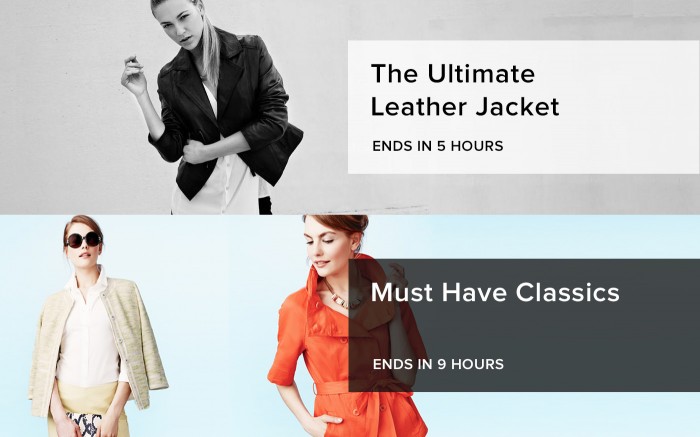 The Ultimate
Leather Jacket
ENDS IN 5 HOURS
Must Have Classics
ENDS IN 9 HOURS